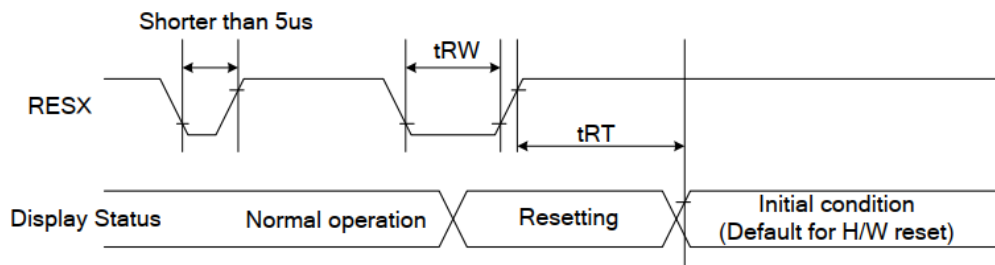 Shorter than 5us
tRW
RESX
tRT
Display Status
Normal operation
Resetting
Initial condition
(Default for H/W reset)